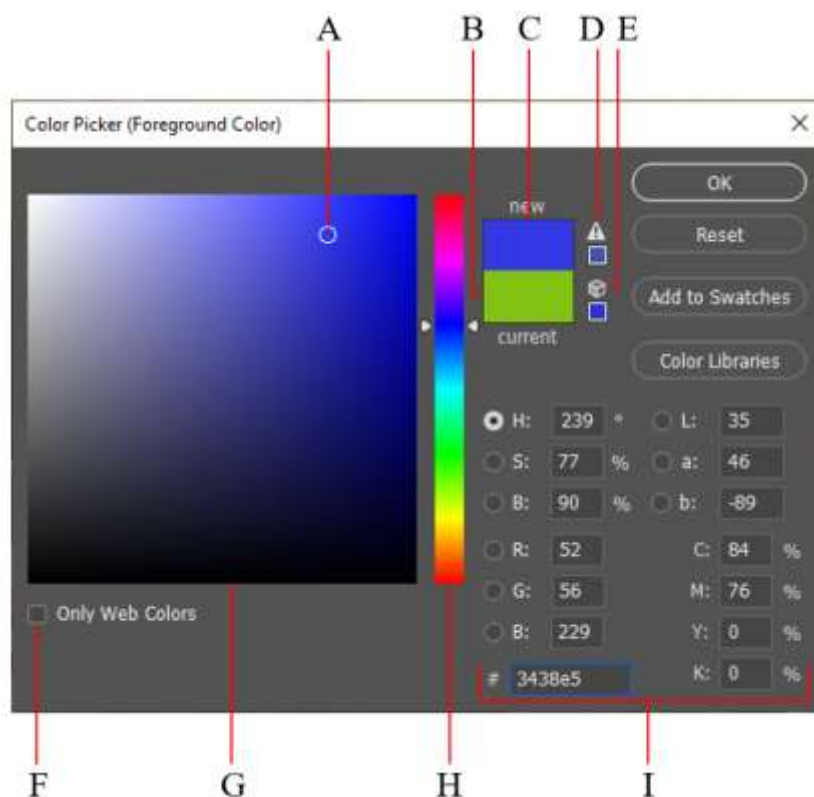 A B C D E
Color Picker (Foreground Color)
new
current
OK
Reset
Add to Swatches
Color Libraries
H: 239 °
S: 77 %
B: 90 %
R: 52
G: 56
B: 229
# 3438e5
L: 35
a: 46
b: -89
C: 84 %
M: 76 %
Y: 0 %
K: 0 %
Only Web Colors
F G H I